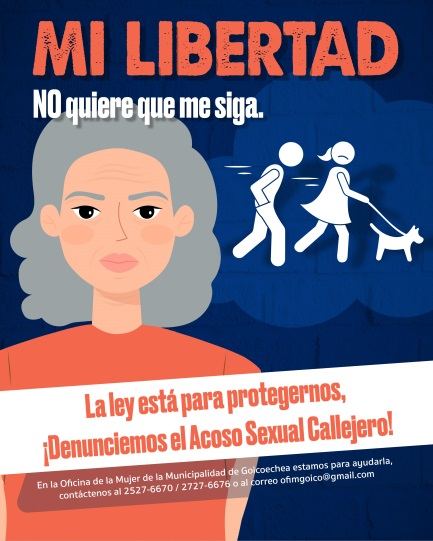 MI LIBERTAD
NO quiere que me siga.
La ley está para protegernos,
¡Denunciemos el Acoso Sexual Callejero!
En la Oficina de la Mujer de la Municipalidad de Goicoechea estamos para ayudarla,
contáctenos al 2527-6670 / 2727-6676 o al correo ofimgoico@gmail.com